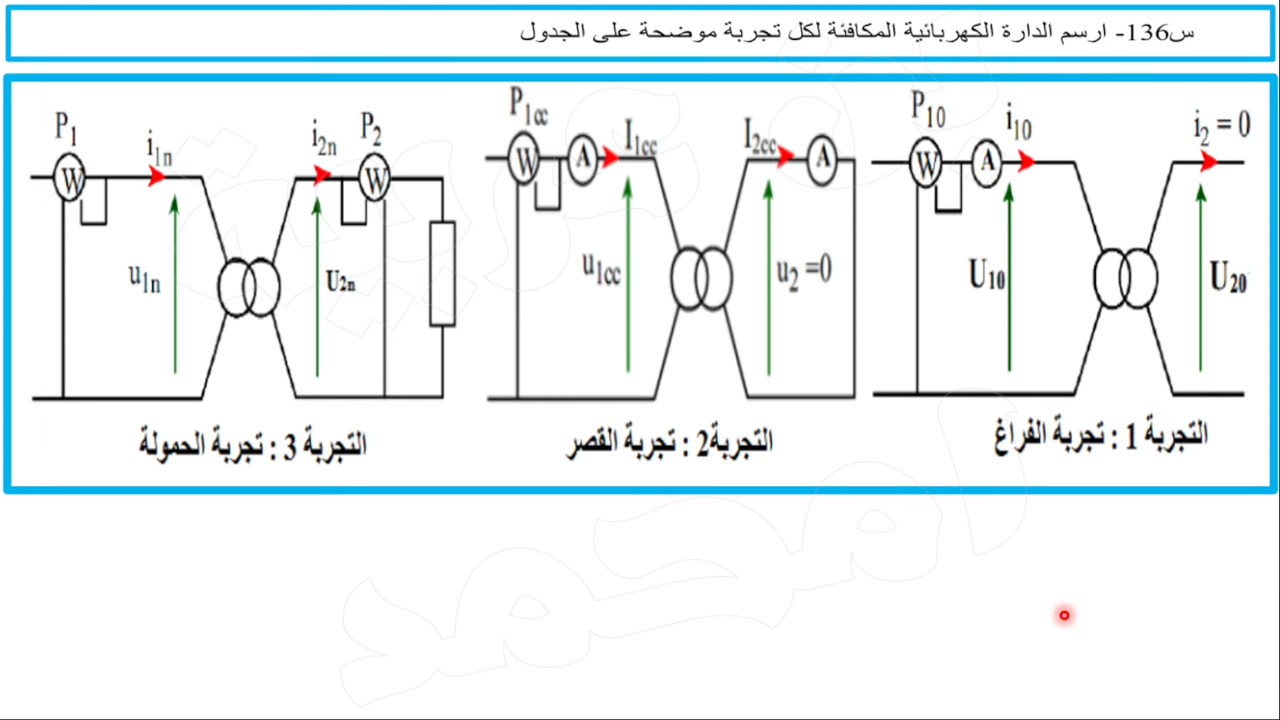 س136- ارسم الدارة الكهربائية المكافئة لكل تجربة موضحة على الجدول
P10
i10
i2 = 0
W
A
U10
U20
التجربة 1 : تجربة الفراغ
P1cc
I1cc
I2cc
W
A
A
u1cc
u2 =0
التجربة2 : تجربة القصر
P1
i1n
i2n
P2
W
W
u1n
U2n
التجربة 3 : تجربة الحمولة
امحمد